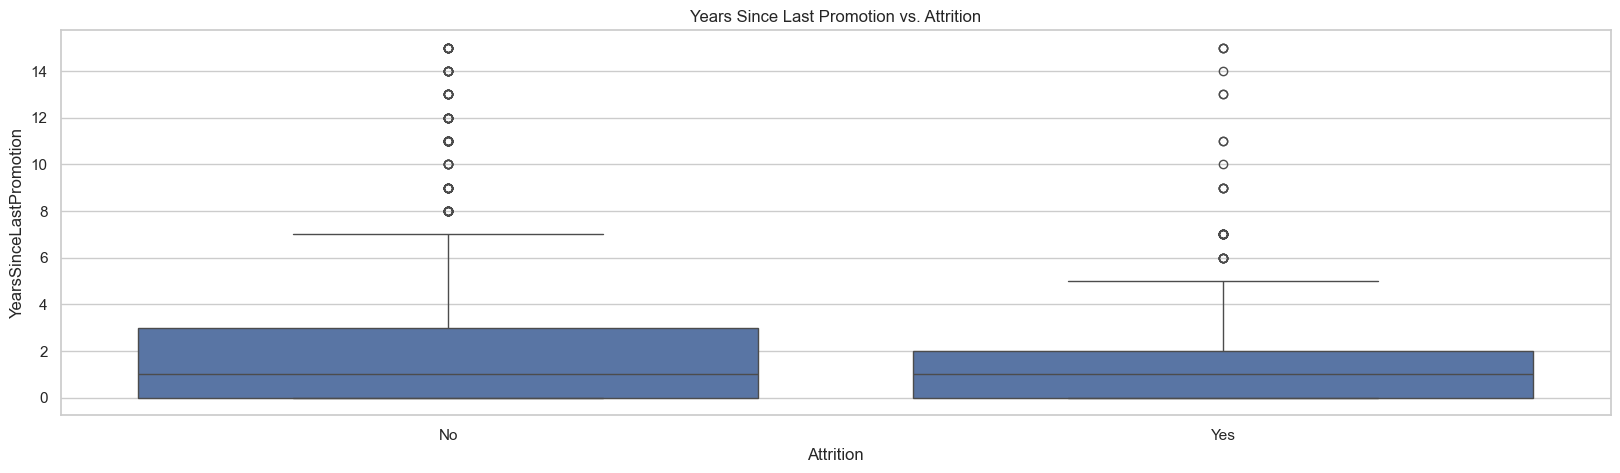 Years Since Last Promotion vs. Attrition
YearsSinceLastPromotion
14
12
10
8
6
4
2
0
No
Yes
Attrition